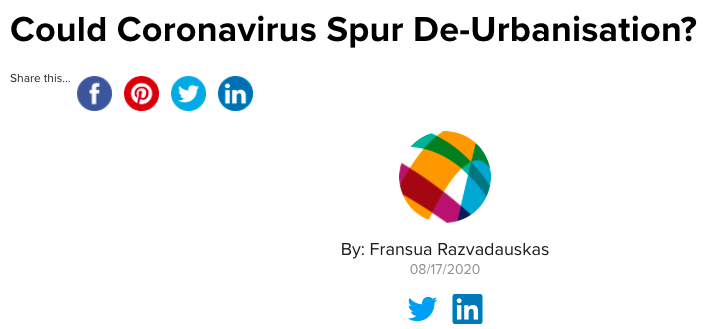 Could Coronavirus Spur De-Urbanisation?
Share this...
By: Fransua Razvadauskas
08/17/2020